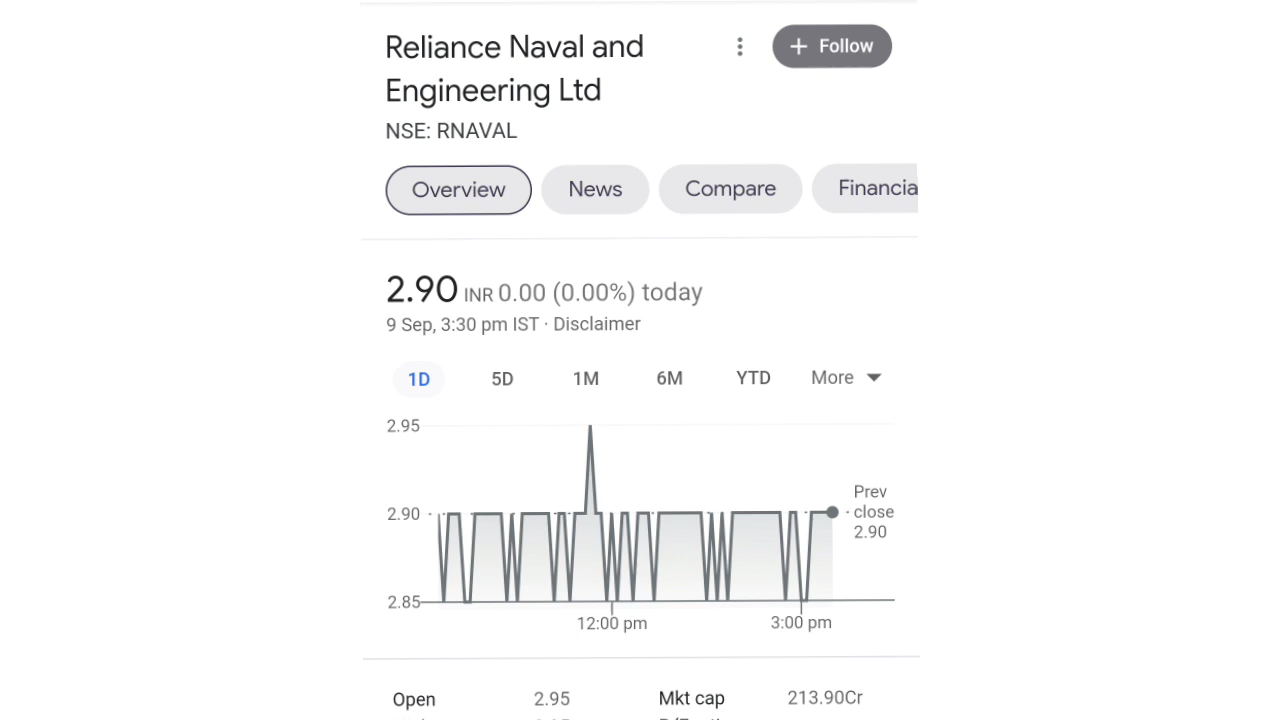 Reliance Naval and
Engineering Ltd
+ Follow
NSE: RNAVAL
Overview News Compare Financia
2.90 INR 0.00 (0.00%) today
9 Sep, 3:30 pm IST · Disclaimer
1D 5D 1M 6M YTD More
2.95
2.90
2.85
Prev
close
2.90
12:00 pm 3:00 pm
Open 2.95 Mkt cap 213.90Cr